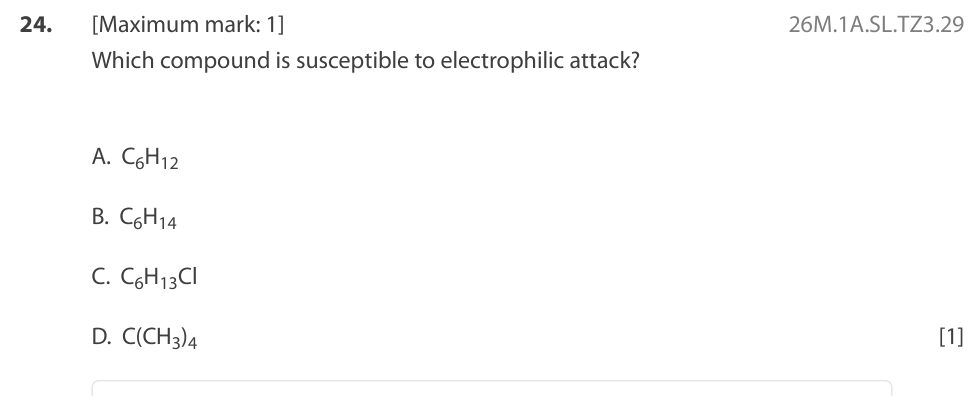 24. [Maximum mark: 1] 26M.1A.SL.TZ3.29
Which compound is susceptible to electrophilic attack?
A. C₆H₁₂
B. C₆H₁₄
C. C₆H₁₃Cl
D. C(CH₃)₄ [1]